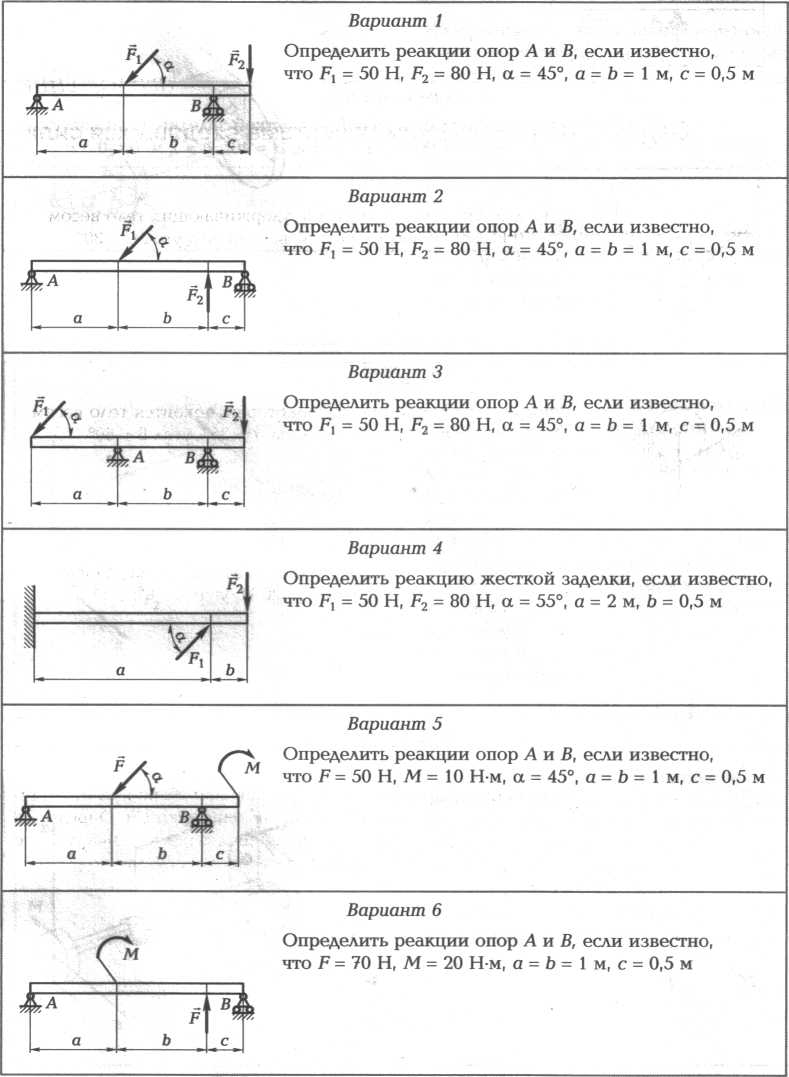 Вариант 1
Определить реакции опор A и B, если известно,
что F₁ = 50 Н, F₂ = 80 Н, α = 45°, a = b = 1 м, c = 0,5 м
F₁
α
F₂
A
B
a
b
c
Вариант 2
Определить реакции опор A и B, если известно,
что F₁ = 50 Н, F₂ = 80 Н, α = 45°, a = b = 1 м, c = 0,5 м
F₁
α
A
F₂
B
a
b
c
Вариант 3
Определить реакции опор A и B, если известно,
что F₁ = 50 Н, F₂ = 80 Н, α = 45°, a = b = 1 м, c = 0,5 м
F₁
α
F₂
A
B
a
b
c
Вариант 4
Определить реакцию жесткой заделки, если известно,
что F₁ = 50 Н, F₂ = 80 Н, α = 55°, a = 2 м, b = 0,5 м
F₂
α
F₁
a
b
Вариант 5
Определить реакции опор A и B, если известно,
что F = 50 Н, M = 10 Н·м, α = 45°, a = b = 1 м, c = 0,5 м
F
α
M
A
B
a
b
c
Вариант 6
Определить реакции опор A и B, если известно,
что F = 70 Н, M = 20 Н·м, a = b = 1 м, c = 0,5 м
M
A
F
B
a
b
c